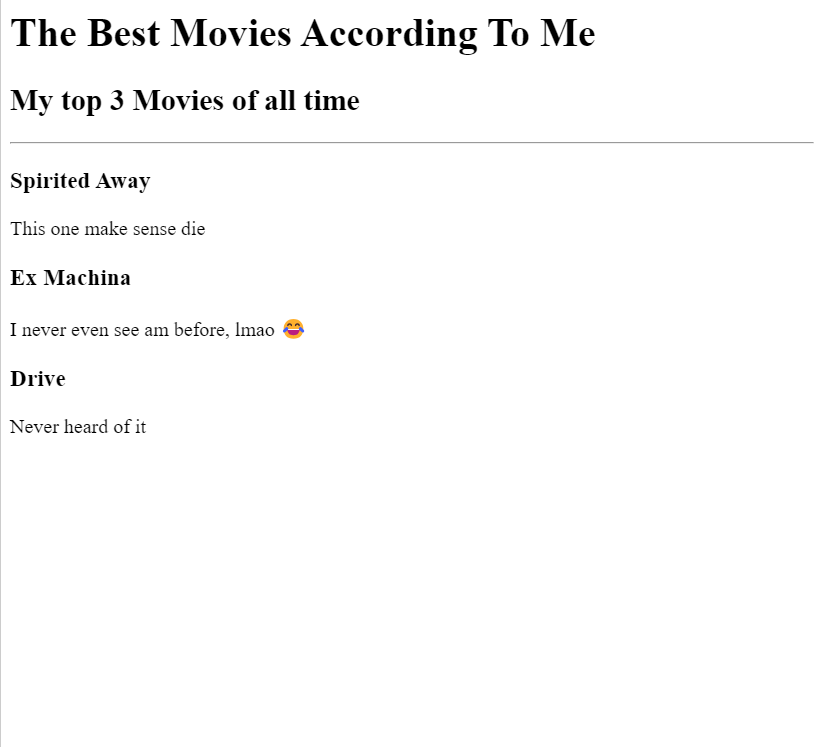 The Best Movies According To Me
My top 3 Movies of all time
Spirited Away
This one make sense die
Ex Machina
I never even see am before, lmao 😂
Drive
Never heard of it